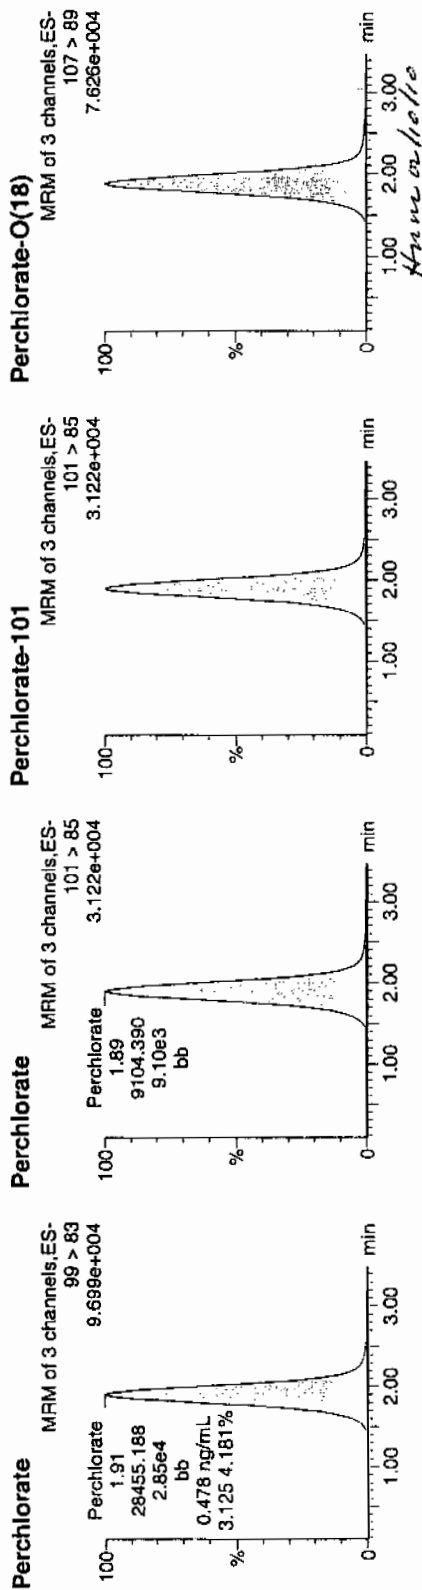 Perchlorate
MRM of 3 channels,ES-
99 > 83
9.699e+004
Perchlorate
1.91
28455.188
2.85e4
bb
0.478 ng/mL
3.125 4.181%
100
%
0
1.00
2.00
3.00
min
Perchlorate
MRM of 3 channels,ES-
101 > 85
3.122e+004
Perchlorate
1.89
9104.390
9.10e3
bb
100
%
0
1.00
2.00
3.00
min
Perchlorate-101
MRM of 3 channels,ES-
101 > 85
3.122e+004
100
%
0
1.00
2.00
3.00
min
Perchlorate-O(18)
MRM of 3 channels,ES-
107 > 89
7.626e+004
100
%
0
1.00
2.00
3.00
min